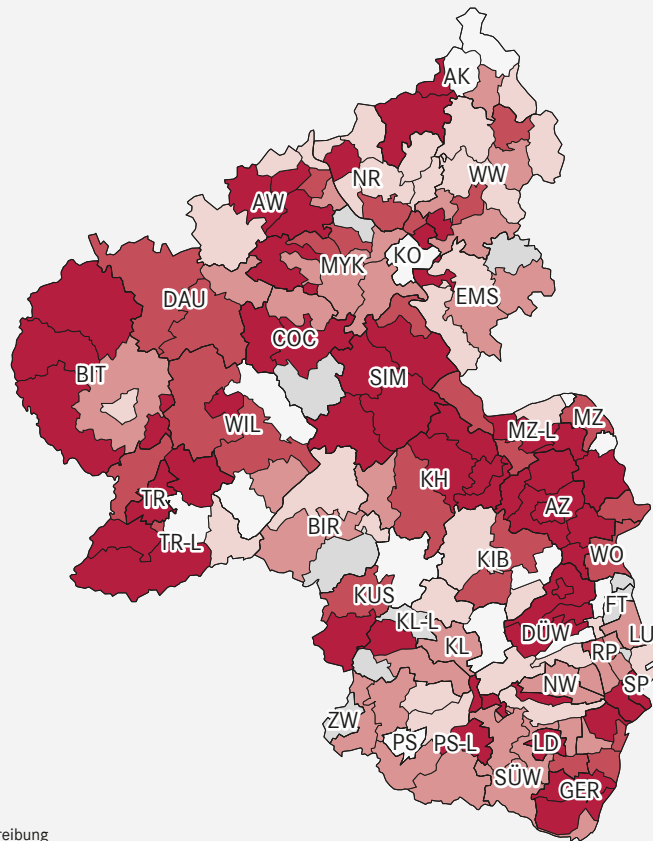 AK
NR
WW
AW
KO
MYK
EMS
DAU
COC
SIM
BIT
WIL
MZ-L
MZ
KH
AZ
TR
TR-L
BIR
KIB
WO
KUS
FT
KL-L
DÜW
LU
KL
RP
NW
SP
ZW
PS
PS-L
LD
SÜW
GER
reibung